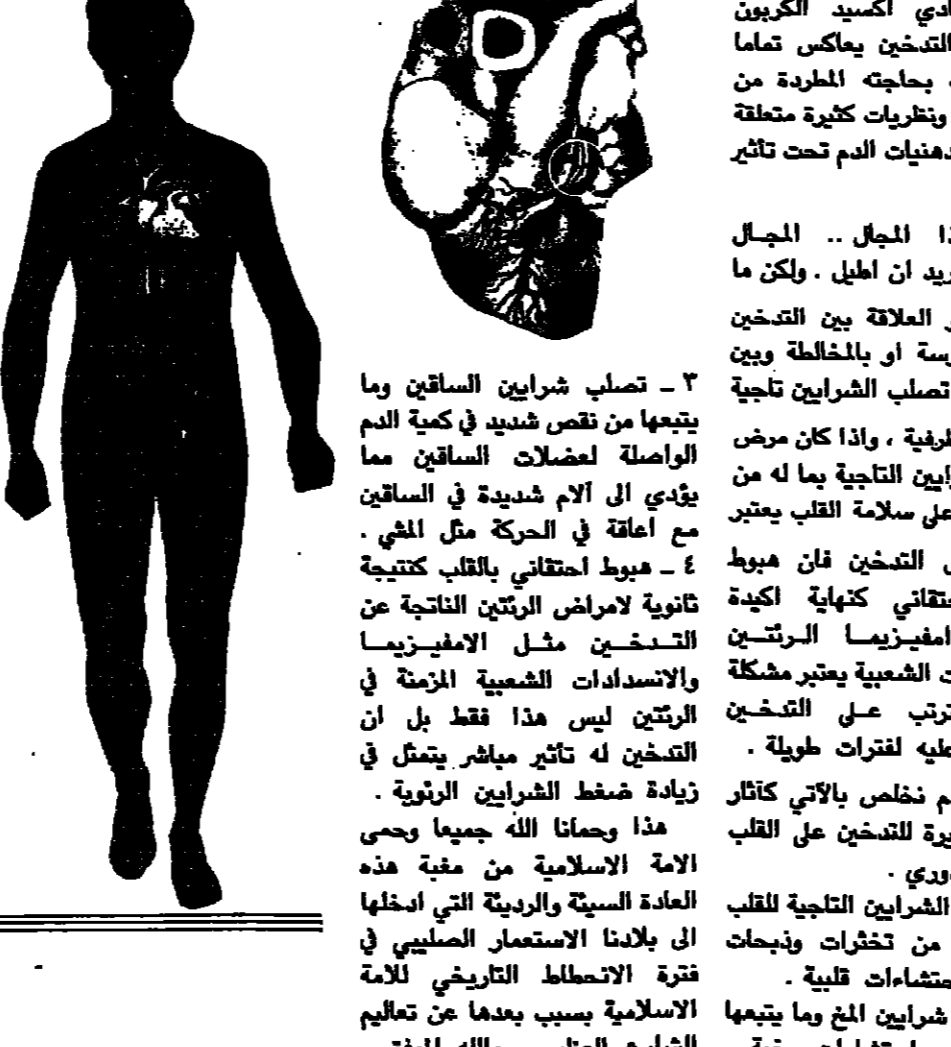 ادي اكسيد الكربون
التدخين يعاكس تماما
بحاجته المطردة من
ونظريات كثيرة متعلقة
دهنيات الدم تحت تأثير
ذا المجال .. المجال
ريد ان اطيل . ولكن ما
العلاقة بين التدخين
رسة او بالمخالطة وبين
تصلب الشرايين تاجية
طرفية ، واذا كان مرض
رايين التاجية بما له من
على سلامة القلب يعتبر
التدخين فان هبوط
حتقاني كنهاية اكيدة
امفيزيما الرئتين
ت الشعبية يعتبر مشكلة
ترتب على التدخين
عليه لفترات طويلة .
م نخلص بالآتي كآثار
يرة للتدخين على القلب
وري .
الشرايين التاجية للقلب
من تخثرات وذبحات
حتشاءات قلبية .
شرايين المخ وما يتبعها
٣ ـ تصلب شرايين الساقين وما
يتبعها من نقص شديد في كمية الدم
الواصلة لعضلات الساقين مما
يؤدي الى آلام شديدة في الساقين
مع اعاقة في الحركة مثل المشي .
٤ ـ هبوط احتقاني بالقلب كنتيجة
ثانوية لامراض الرئتين الناتجة عن
التدخين مثل الامفيزيما
والانسدادات الشعبية المزمنة في
الرئتين ليس هذا فقط بل ان
التدخين له تأثير مباشر يتمثل في
زيادة ضغط الشرايين الرئوية .
هذا وحمانا الله جميعا وحمى
الامة الاسلامية من مغبة هذه
العادة السيئة والرديئة التي ادخلها
الى بلادنا الاستعمار الصليبي في
فترة الانحطاط التاريخي للامة
الاسلامية بسبب بعدها عن تعاليم